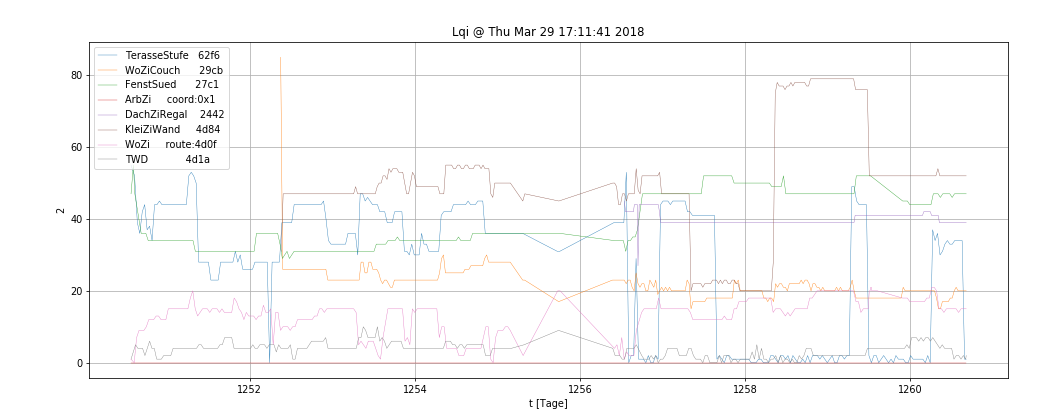 Lqi @ Thu Mar 29 17:11:41 2018
TerasseStufe 62f6
WoZiCouch 29cb
FenstSued 27c1
ArbZi coord:0x1
DachZiRegal 2442
KleiZiWand 4d84
WoZi route:4d0f
TWD 4d1a
80
60
40
20
0
2
1252 1254 1256 1258 1260
t [Tage]